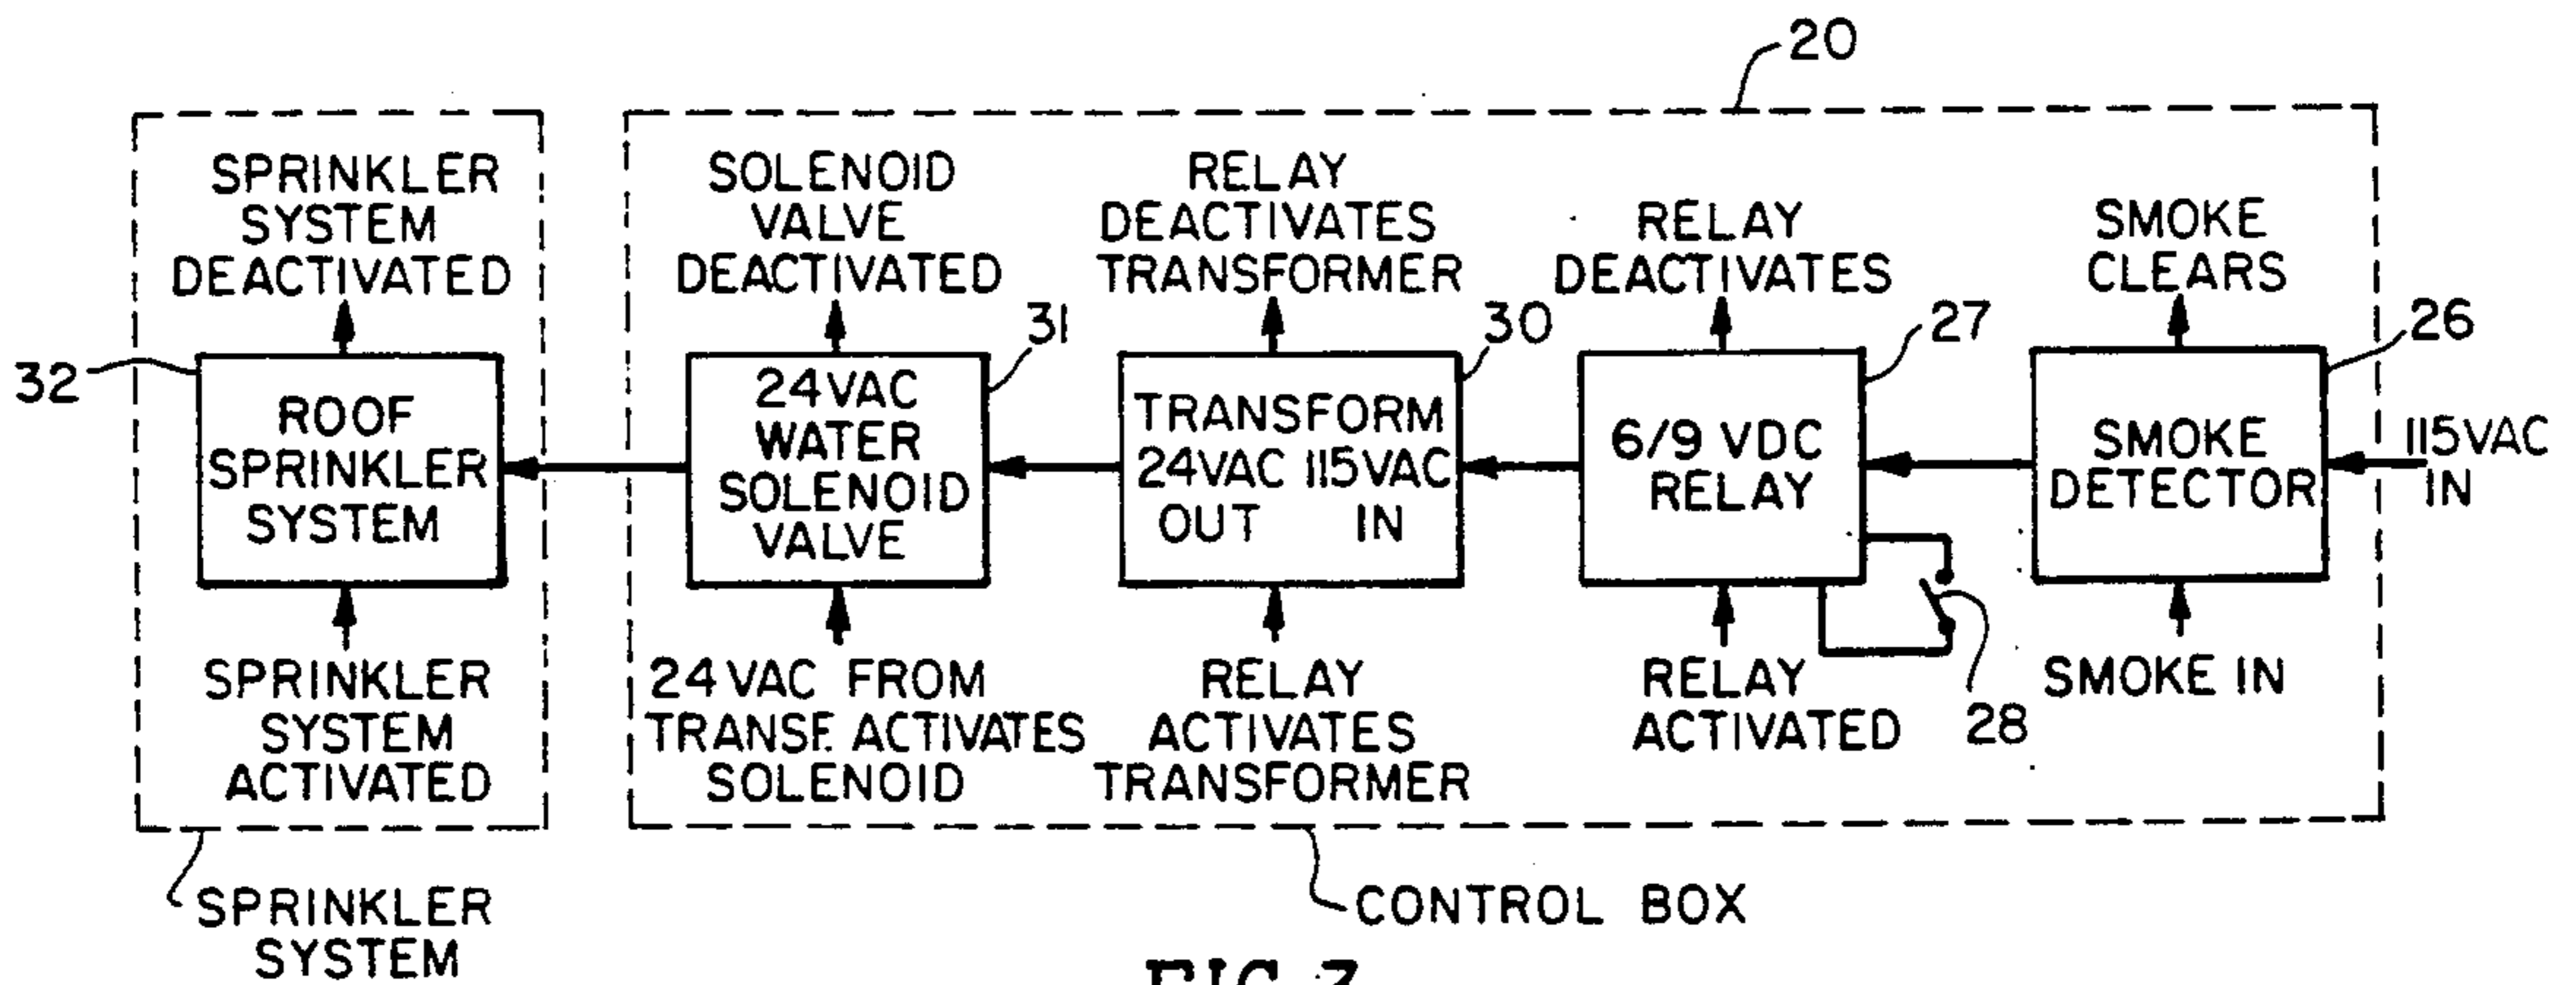 20
SPRINKLER
SYSTEM
DEACTIVATED
SOLENOID
VALVE
DEACTIVATED
RELAY
DEACTIVATES
TRANSFORMER
RELAY
DEACTIVATES
SMOKE
CLEARS
32
31
30
27
26
ROOF
SPRINKLER
SYSTEM
24VAC
WATER
SOLENOID
VALVE
TRANSFORM
24VAC 115VAC
OUT IN
6/9 VDC
RELAY
SMOKE
DETECTOR
115VAC
IN
28
SPRINKLER
SYSTEM
ACTIVATED
24VAC FROM
TRANSF. ACTIVATES
SOLENOID
RELAY
ACTIVATES
TRANSFORMER
RELAY
ACTIVATED
SMOKE IN
SPRINKLER
SYSTEM
CONTROL BOX